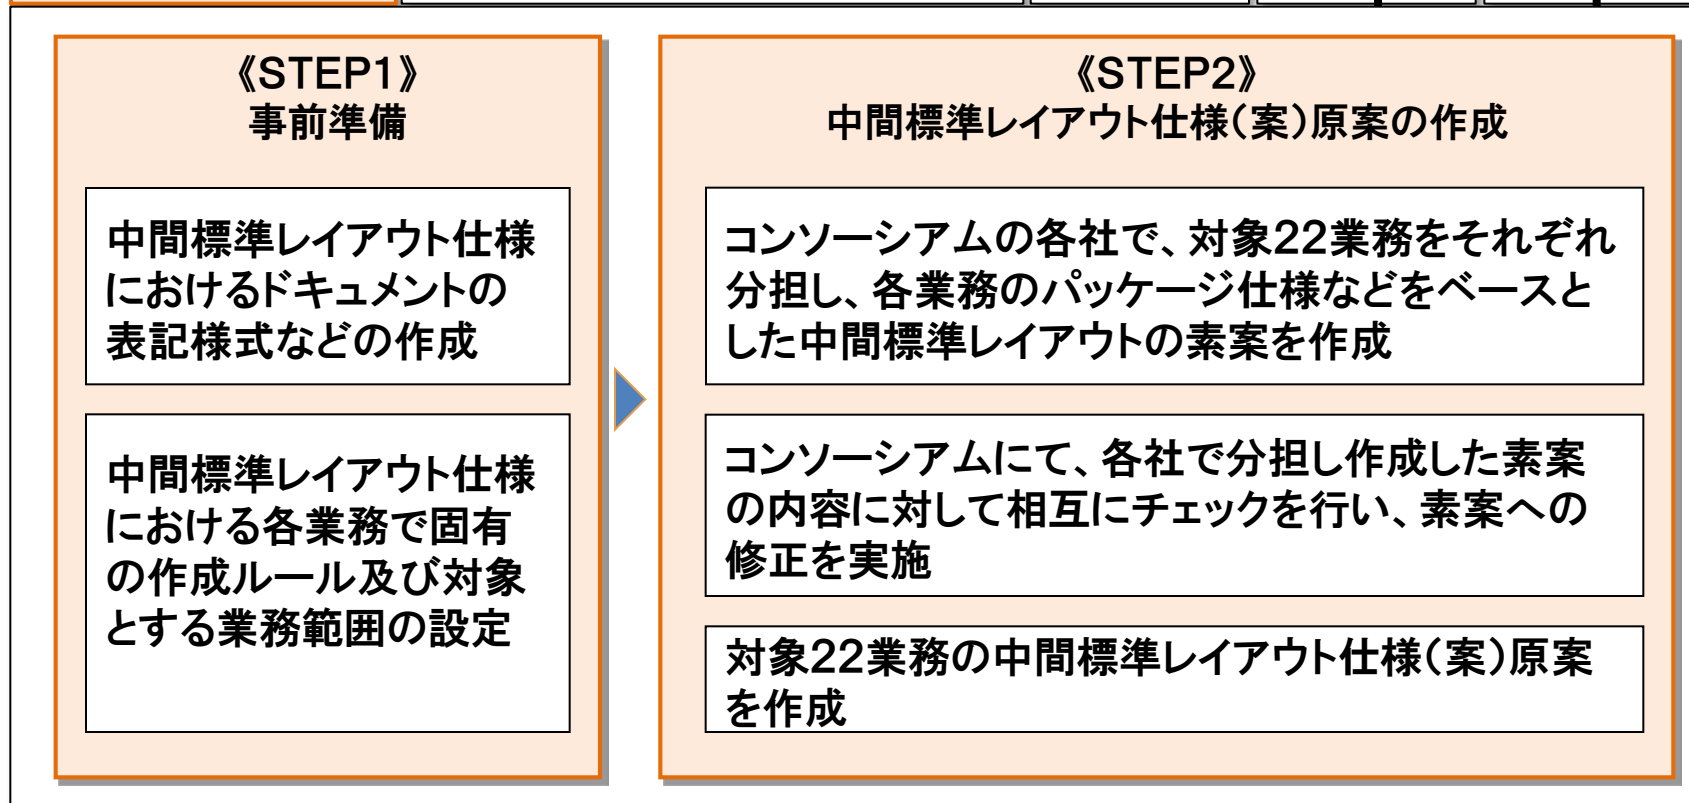 《STEP1》
事前準備
中間標準レイアウト仕様
におけるドキュメントの
表記様式などの作成
中間標準レイアウト仕様
における各業務で固有
の作成ルール及び対象
とする業務範囲の設定
《STEP2》
中間標準レイアウト仕様（案）原案の作成
コンソーシアムの各社で、対象22業務をそれぞれ
分担し、各業務のパッケージ仕様などをベースと
した中間標準レイアウトの素案を作成
コンソーシアムにて、各社で分担し作成した素案
の内容に対して相互にチェックを行い、素案への
修正を実施
対象22業務の中間標準レイアウト仕様（案）原案
を作成